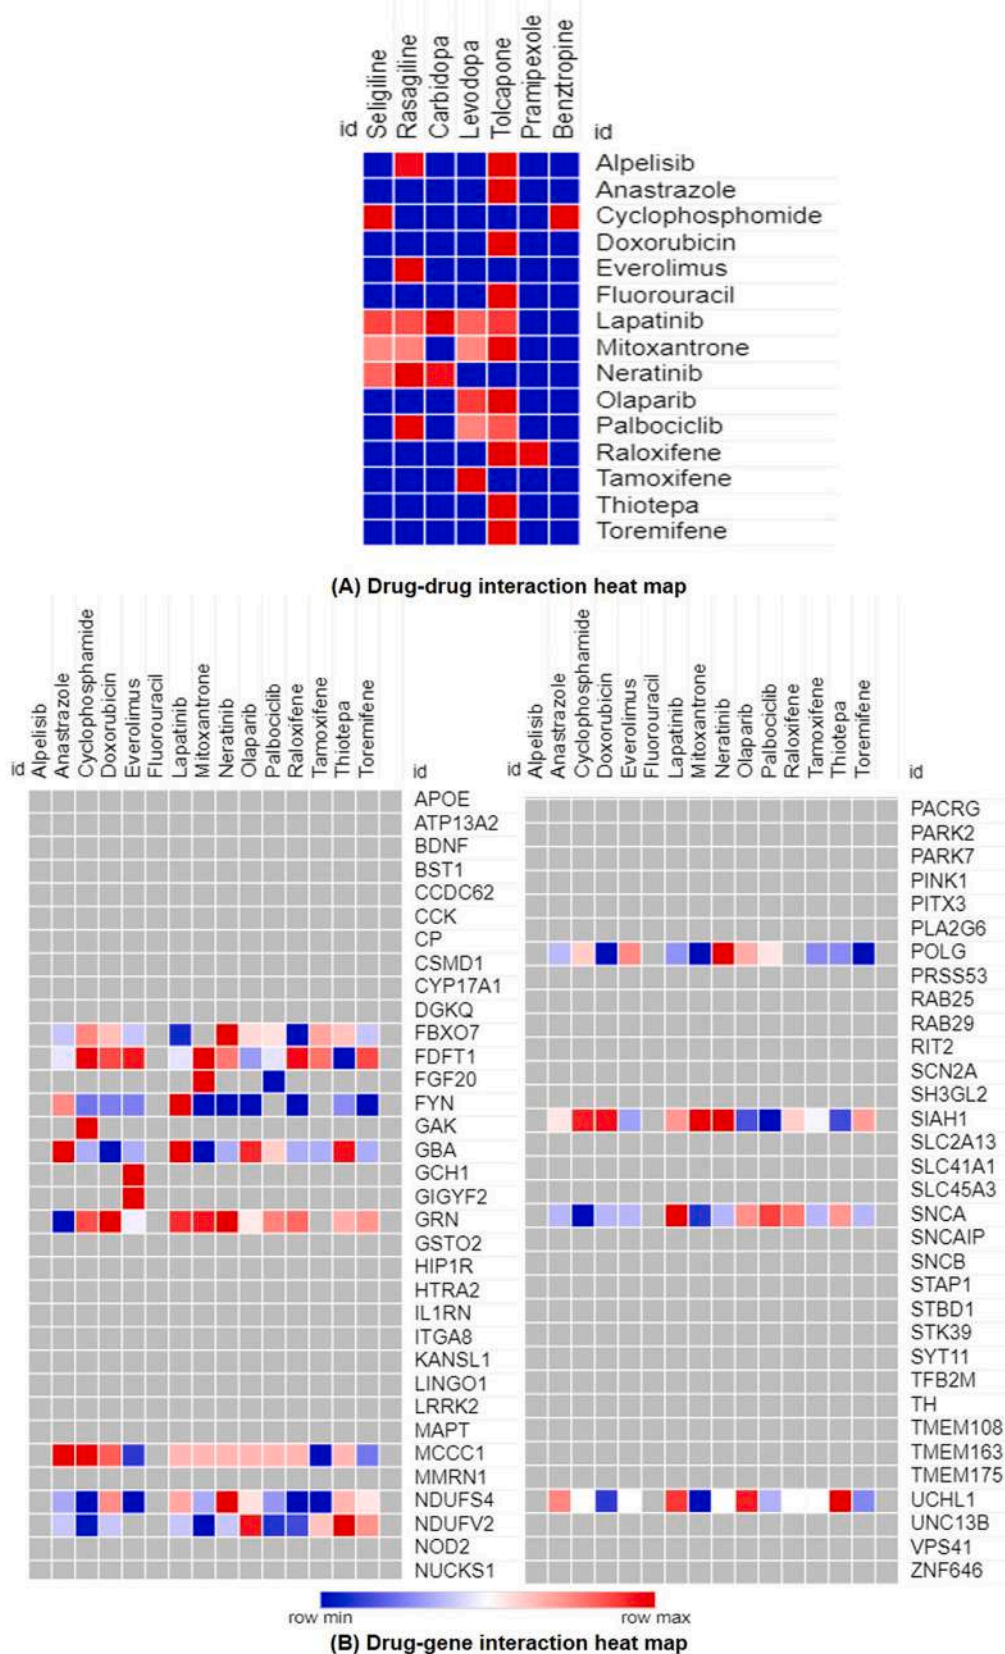 id Seligiline Rasagiline Carbidopa Levodopa Tolcapone Pramipexole Benztropine id
Alpelisib
Anastrazole
Cyclophosphomide
Doxorubicin
Everolimus
Fluorouracil
Lapatinib
Mitoxantrone
Neratinib
Olaparib
Palbociclib
Raloxifene
Tamoxifene
Thiotepa
Toremifene
(A) Drug-drug interaction heat map
id Alpelisib Anastrazole Cyclophosphamide Doxorubicin Everolimus Fluorouracil Lapatinib Mitoxantrone Neratinib Olaparib Palbociclib Raloxifene Tamoxifene Thiotepa Toremifene id
APOE
ATP13A2
BDNF
BST1
CCDC62
CCK
CP
CSMD1
CYP17A1
DGKQ
FBXO7
FDFT1
FGF20
FYN
GAK
GBA
GCH1
GIGYF2
GRN
GSTO2
HIP1R
HTRA2
IL1RN
ITGA8
KANSL1
LINGO1
LRRK2
MAPT
MCCC1
MMRN1
NDUFS4
NDUFV2
NOD2
NUCKS1
id Alpelisib Anastrazole Cyclophosphamide Doxorubicin Everolimus Fluorouracil Lapatinib Mitoxantrone Neratinib Olaparib Palbociclib Raloxifene Tamoxifene Thiotepa Toremifene id
PACRG
PARK2
PARK7
PINK1
PITX3
PLA2G6
POLG
PRSS53
RAB25
RAB29
RIT2
SCN2A
SH3GL2
SIAH1
SLC2A13
SLC41A1
SLC45A3
SNCA
SNCAIP
SNCB
STAP1
STBD1
STK39
SYT11
TFB2M
TH
TMEM108
TMEM163
TMEM175
UCHL1
UNC13B
VPS41
ZNF646
row min row max
(B) Drug-gene interaction heat map